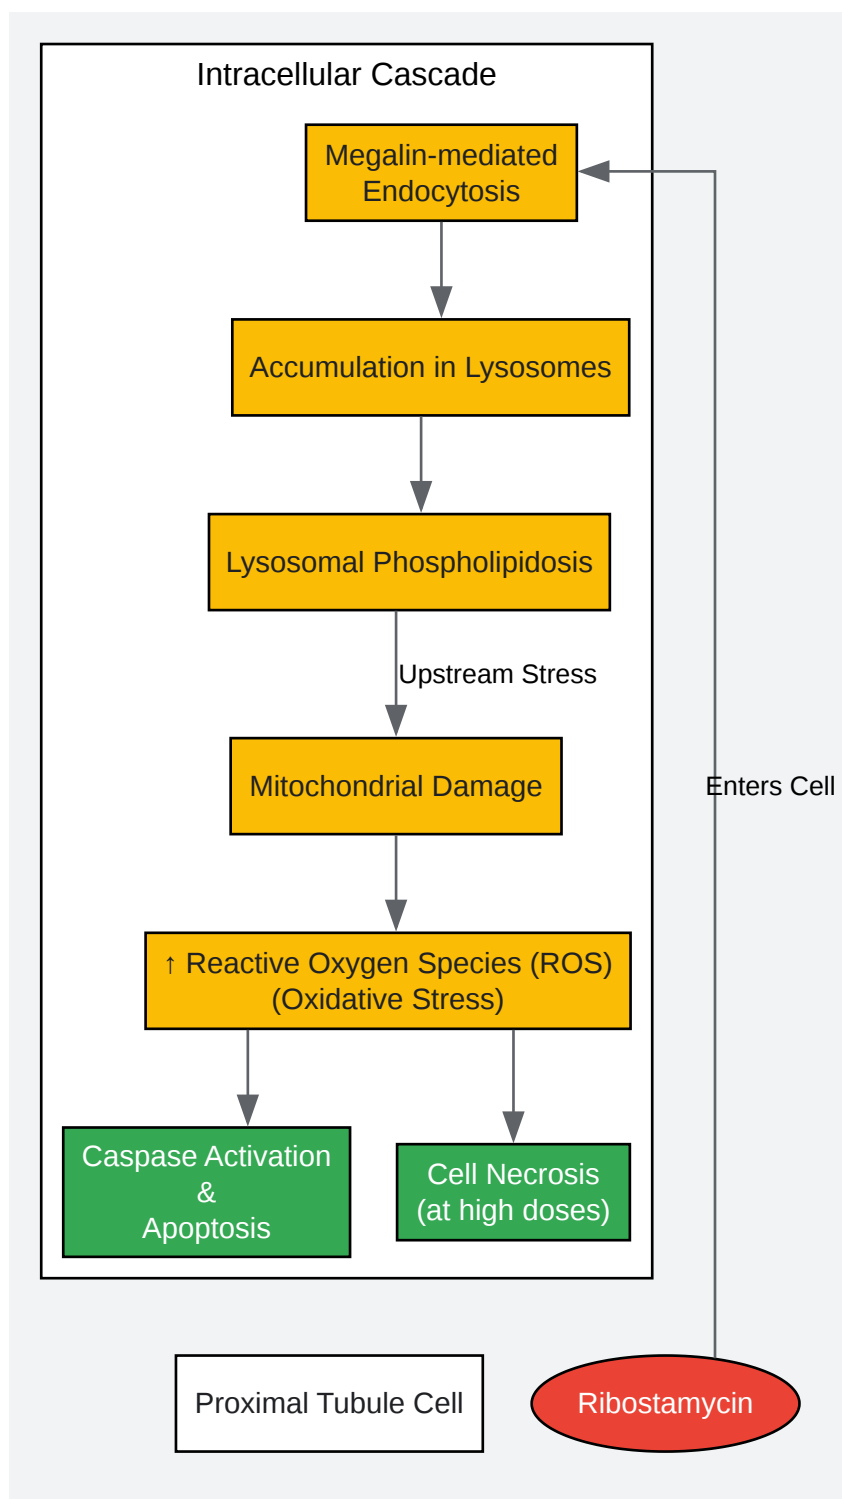 Intracellular Cascade
Megalin-mediated
Endocytosis
Accumulation in Lysosomes
Lysosomal Phospholipidosis
Upstream Stress
Mitochondrial Damage
Enters Cell
↑ Reactive Oxygen Species (ROS)
(Oxidative Stress)
Caspase Activation
&
Apoptosis
Cell Necrosis
(at high doses)
Proximal Tubule Cell
Ribostamycin